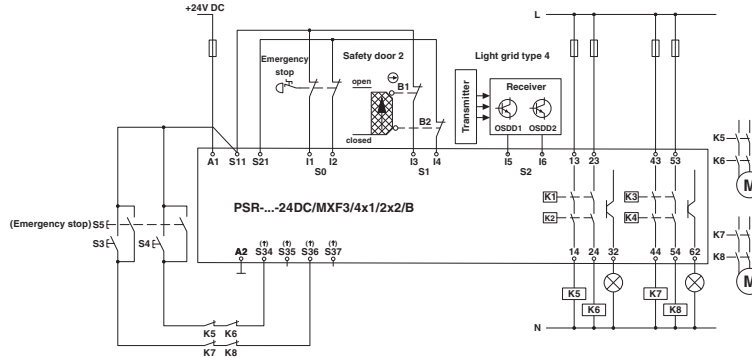 +24V DC
L
Emergency
stop
Safety door 2
Light grid type 4
open
closed
B1
B2
Transmitter
Receiver
OSDD1 OSDD2
K5
K6
M
A1 S11 S21 I1 I2 I3 I4 I5 I6 13 23 43 53
S0 S1 S2
PSR-...-24DC/MXF3/4x1/2x2/B
K1
K2
K3
K4
(Emergency stop) S5
S3 S4
K7
K8
M
(†) (†) (†) (†)
A2 S34 S35 S36 S37 14 24 32 44 54 62
K5
K6
K7
K8
N
K5 K6
K7 K8